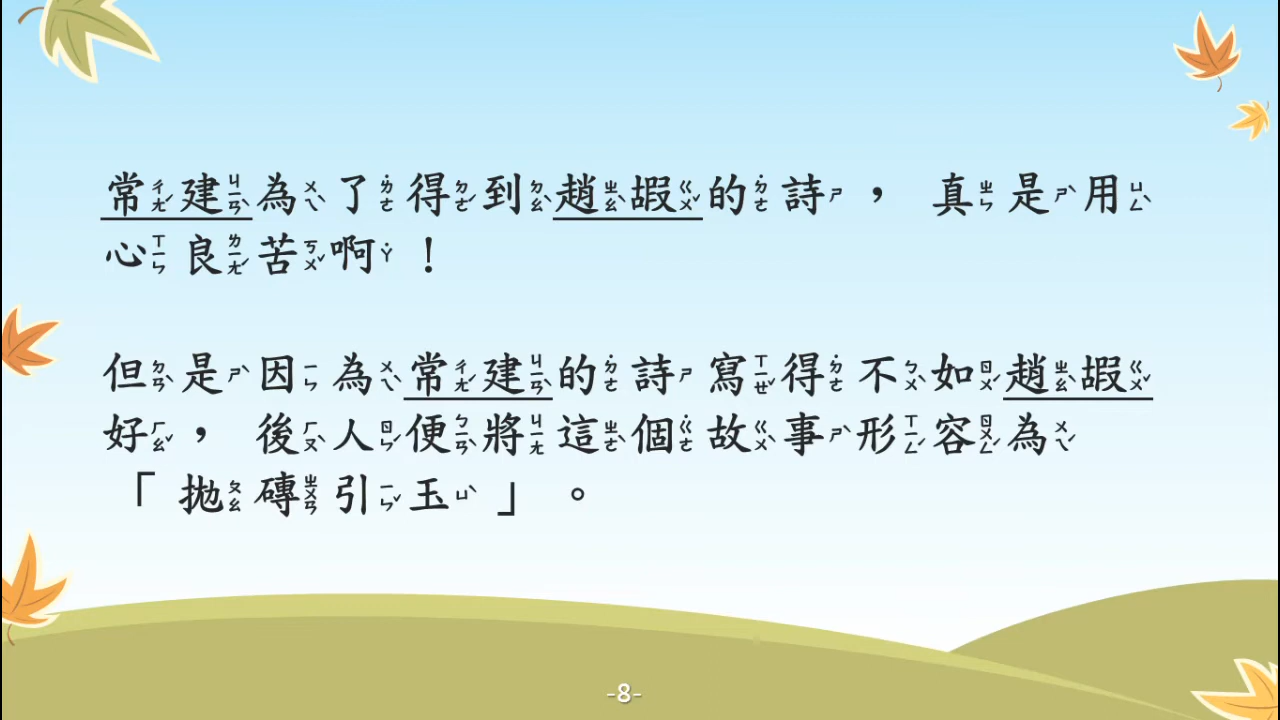 常建為了得到趙嘏的詩，真是用
心良苦啊！
但是因為常建的詩寫得不如趙嘏
好，後人便將這個故事形容為
「拋磚引玉」。
-8-